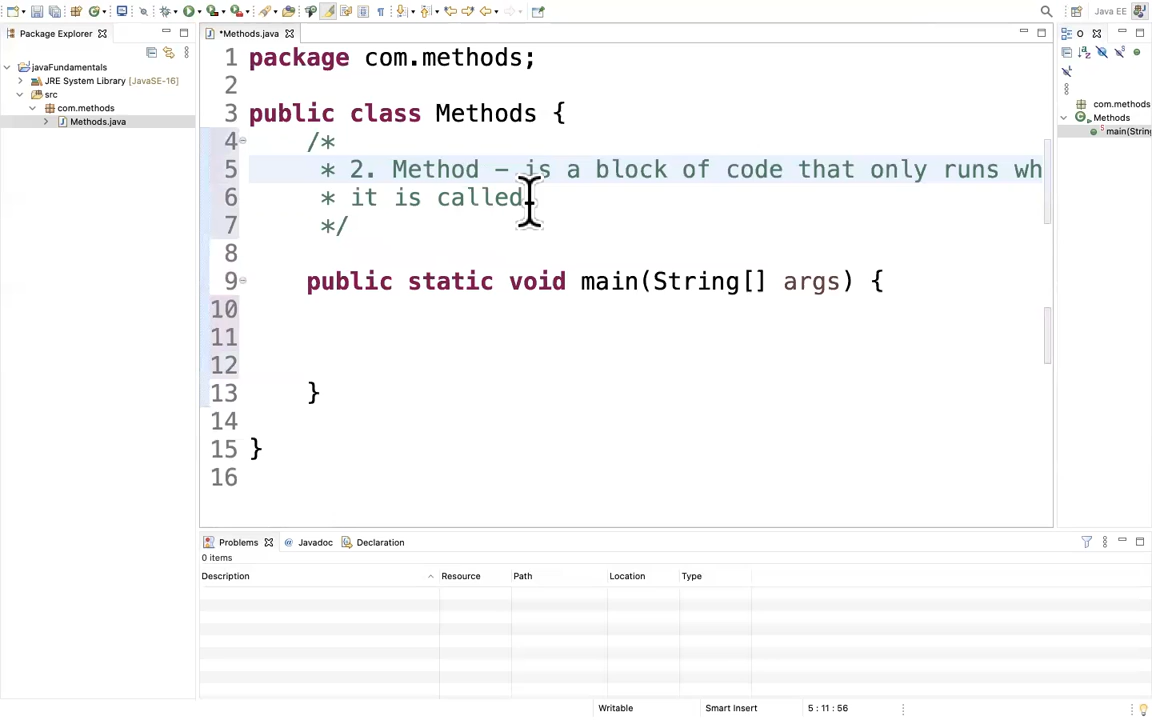 Java EE
Package Explorer
*Methods.java
O
javaFundamentals
JRE System Library [JavaSE-16]
src
com.methods
Methods.java
1 package com.methods;
2
3 public class Methods {
4 /*
5 * 2. Method - is a block of code that only runs wh
6 * it is called.
7 */
8
9 public static void main(String[] args) {
10
11
12
13 }
14
15 }
16
com.methods
Methods
main(String
Problems
Javadoc
Declaration
0 items
Description Resource Path Location Type
Writable Smart Insert 5 : 11 : 56